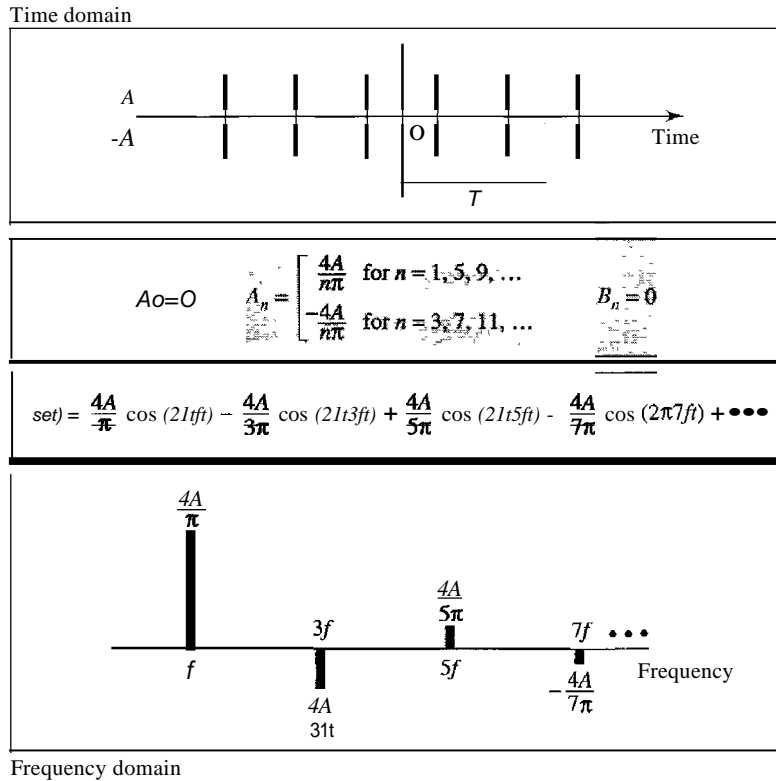 Time domain
A
-A
O
Time
T
Ao=O
A_n = 4A/nπ for n = 1, 5, 9, ...
-4A/nπ for n = 3, 7, 11, ...
B_n = 0
set) = 4A/π cos (21tft) - 4A/3π cos (21t3ft) + 4A/5π cos (21t5ft) - 4A/7π cos (2π7ft) + •••
4A/π
4A/5π
3f
7f •••
f
5f
Frequency
4A
31t
-4A/7π
Frequency domain